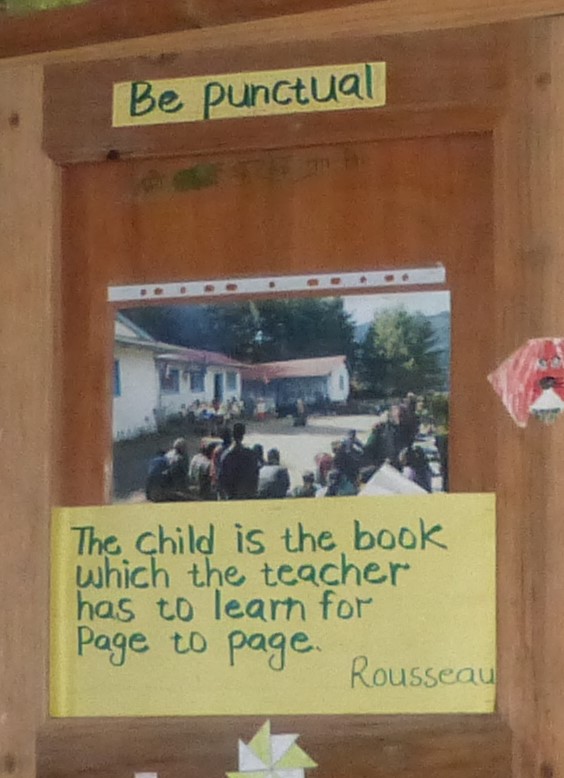 Be punctual
The child is the book
which the teacher
has to learn for
Page to page.
Rousseau